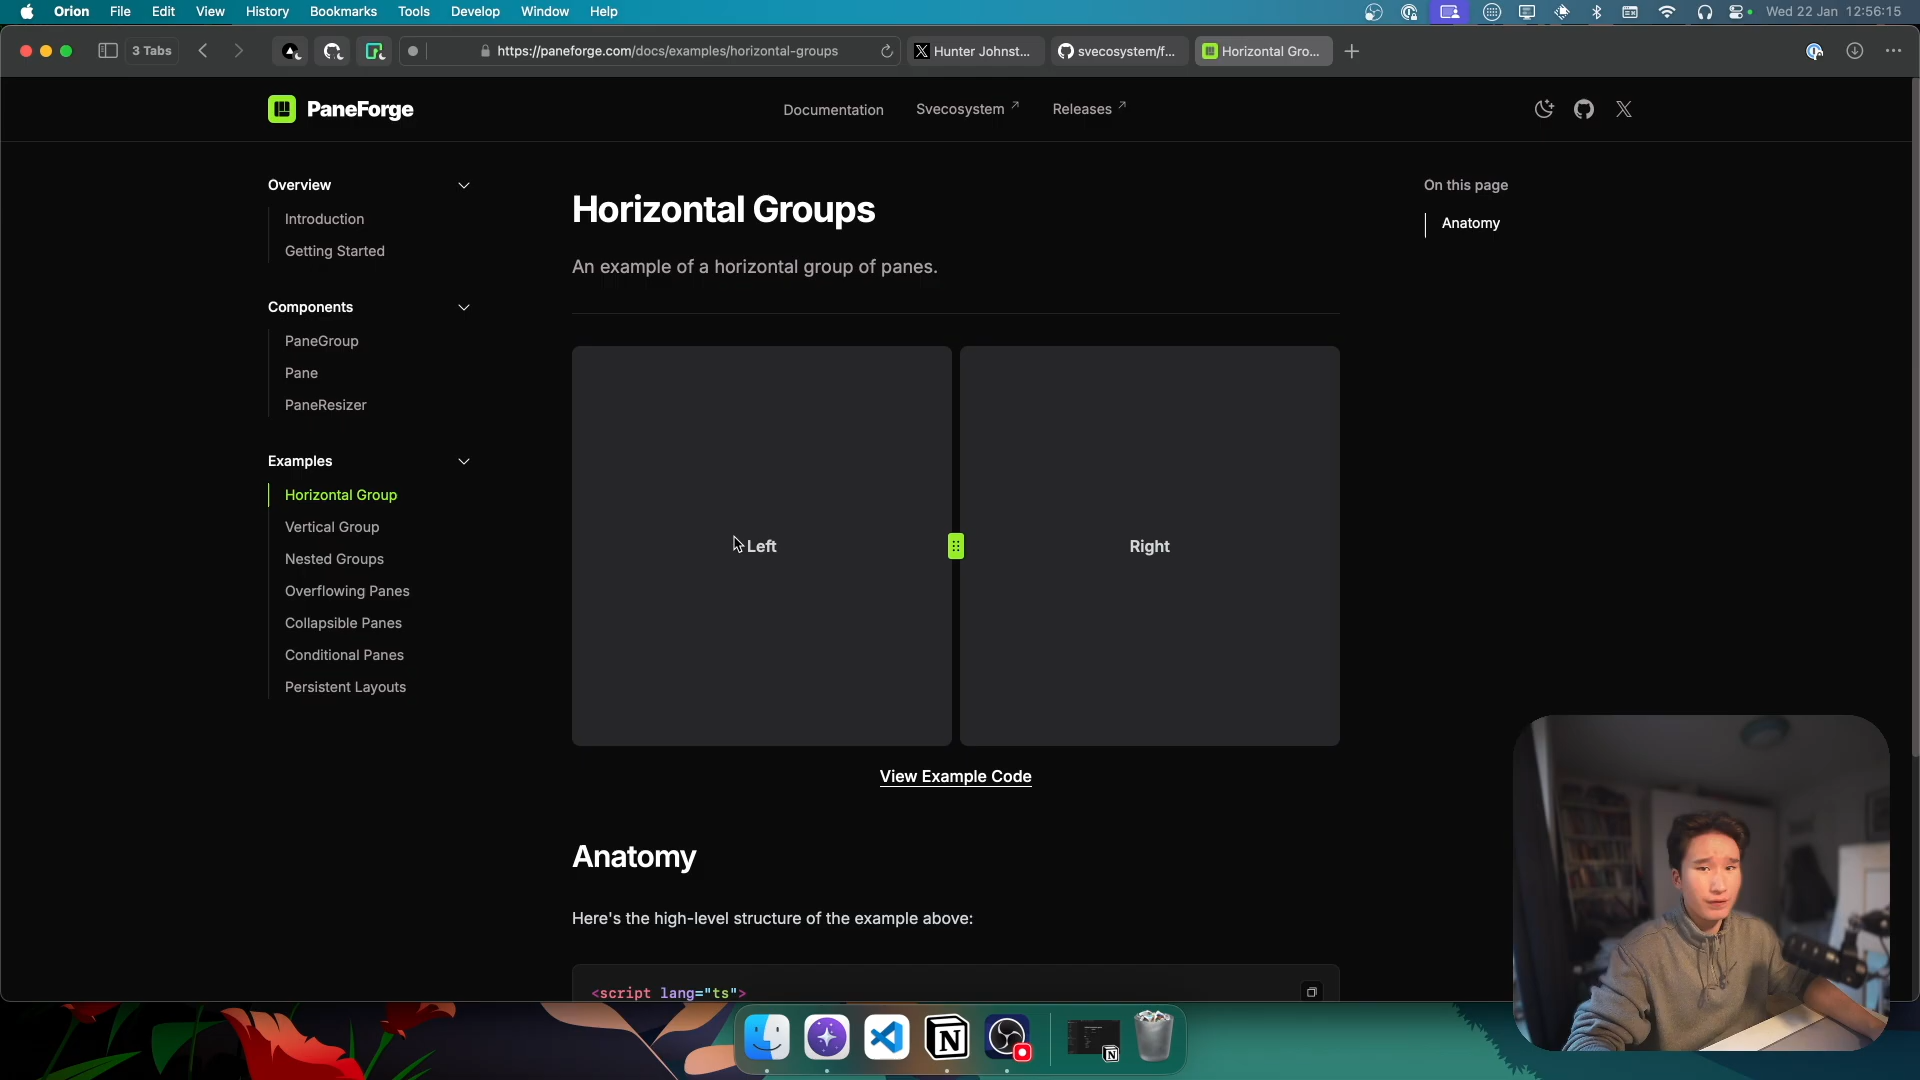 Orion File Edit View History Bookmarks Tools Develop Window Help Wed 22 Jan 12:56:15
3 Tabs https://paneforge.com/docs/examples/horizontal-groups Hunter Johnst... svecosystem/f... Horizontal Gro...
PaneForge Documentation Svecosystem ↗ Releases ↗
Overview
Introduction
Getting Started
Components
PaneGroup
Pane
PaneResizer
Examples
Horizontal Group
Vertical Group
Nested Groups
Overflowing Panes
Collapsible Panes
Conditional Panes
Persistent Layouts
Horizontal Groups
An example of a horizontal group of panes.
Left
Right
View Example Code
Anatomy
Here's the high-level structure of the example above:
<script lang="ts">
On this page
Anatomy